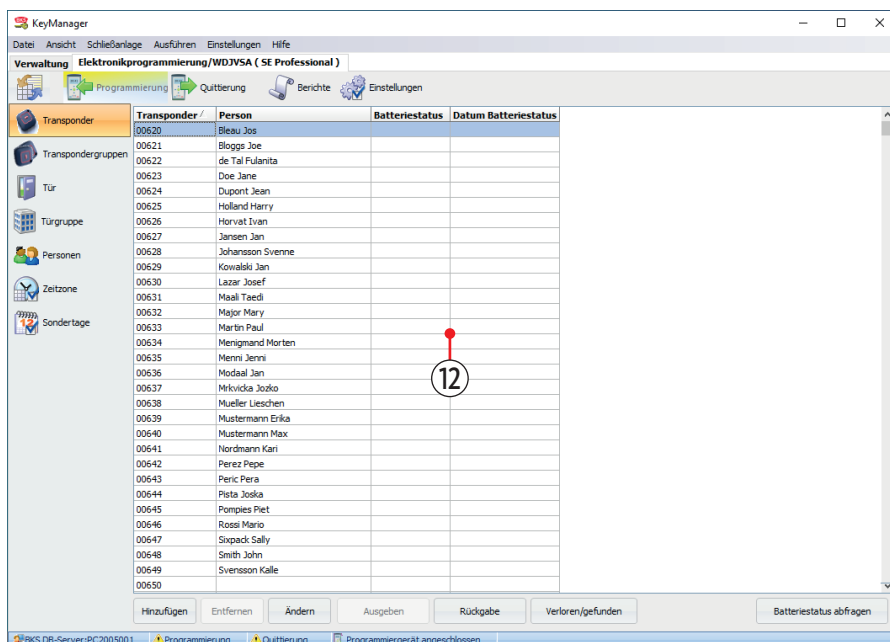 KeyManager
Datei Ansicht Schließanlage Ausführen Einstellungen Hilfe
Verwaltung Elektronikprogrammierung/WDJVSA ( SE Professional )
Programmierung Quittierung Berichte Einstellungen
Transponder
Transpondergruppen
Tür
Türgruppe
Personen
Zeitzone
Sondertage
Transponder Person Batteriestatus Datum Batteriestatus
00620 Bleau Jos
00621 Bloggs Joe
00622 de Tal Fulanita
00623 Doe Jane
00624 Dupont Jean
00625 Holland Harry
00626 Horvat Ivan
00627 Jansen Jan
00628 Johansson Svenne
00629 Kowalski Jan
00630 Lazar Josef
00631 Maali Taedi
00632 Major Mary
00633 Martin Paul
00634 Menigmand Morten
00635 Menni Jenni
00636 Modaal Jan
00637 Mrkvicka Jozko
00638 Mueller Lieschen
00639 Mustermann Erika
00640 Mustermann Max
00641 Nordmann Kari
00642 Perez Pepe
00643 Peric Pera
00644 Pista Joska
00645 Pompies Piet
00646 Rossi Mario
00647 Sixpack Sally
00648 Smith John
00649 Svensson Kalle
00650
12
Hinzufügen Entfernen Ändern Ausgeben Rückgabe Verloren/gefunden Batteriestatus abfragen
BKS DB-Server:PC2005001 Programmierung Quittierung Programmiergerät angeschlossen